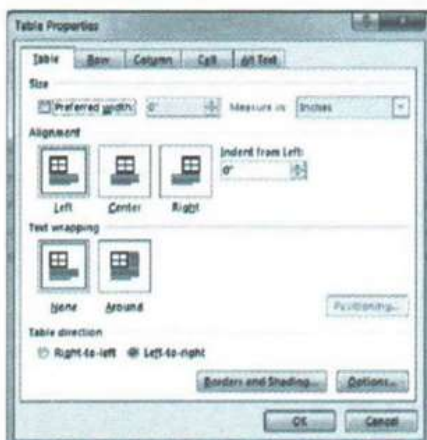 Table Properties
Table Row Column Cell Alt Text
Size
Preferred width: 0" Measure in: Inches
Alignment
Indent from Left:
0"
Left Center Right
Text wrapping
None Around
Positioning...
Table direction
Right-to-left Left-to-right
Borders and Shading... Options...
OK Cancel